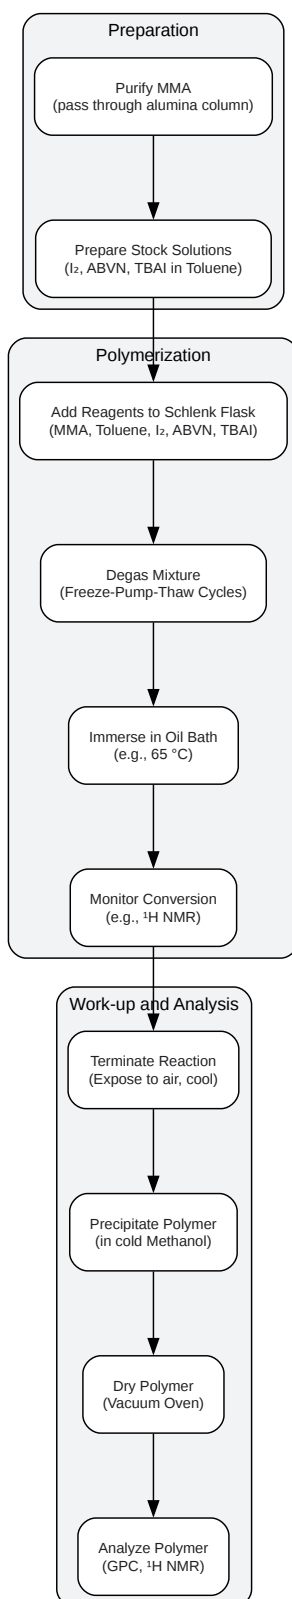 Preparation
Purify MMA
(pass through alumina column)
Prepare Stock Solutions
(I₂, ABVN, TBAI in Toluene)
Polymerization
Add Reagents to Schlenk Flask
(MMA, Toluene, I₂, ABVN, TBAI)
Degas Mixture
(Freeze-Pump-Thaw Cycles)
Immerse in Oil Bath
(e.g., 65 °C)
Monitor Conversion
(e.g., ¹H NMR)
Work-up and Analysis
Terminate Reaction
(Expose to air, cool)
Precipitate Polymer
(in cold Methanol)
Dry Polymer
(Vacuum Oven)
Analyze Polymer
(GPC, ¹H NMR)